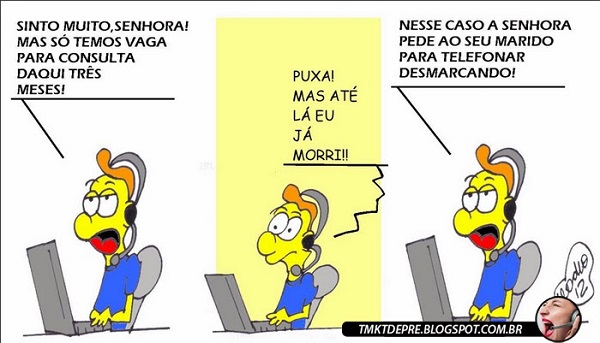 SINTO MUITO,SENHORA!
MAS SÓ TEMOS VAGA
PARA CONSULTA
DAQUI TRÊS
MESES!
PUXA!
MAS ATÉ
LÁ EU
JÁ
MORRI!!
NESSE CASO A SENHORA
PEDE AO SEU MARIDO
PARA TELEFONAR
DESMARCANDO!
12
TMKTDEPRE.BLOGSPOT.COM.BR